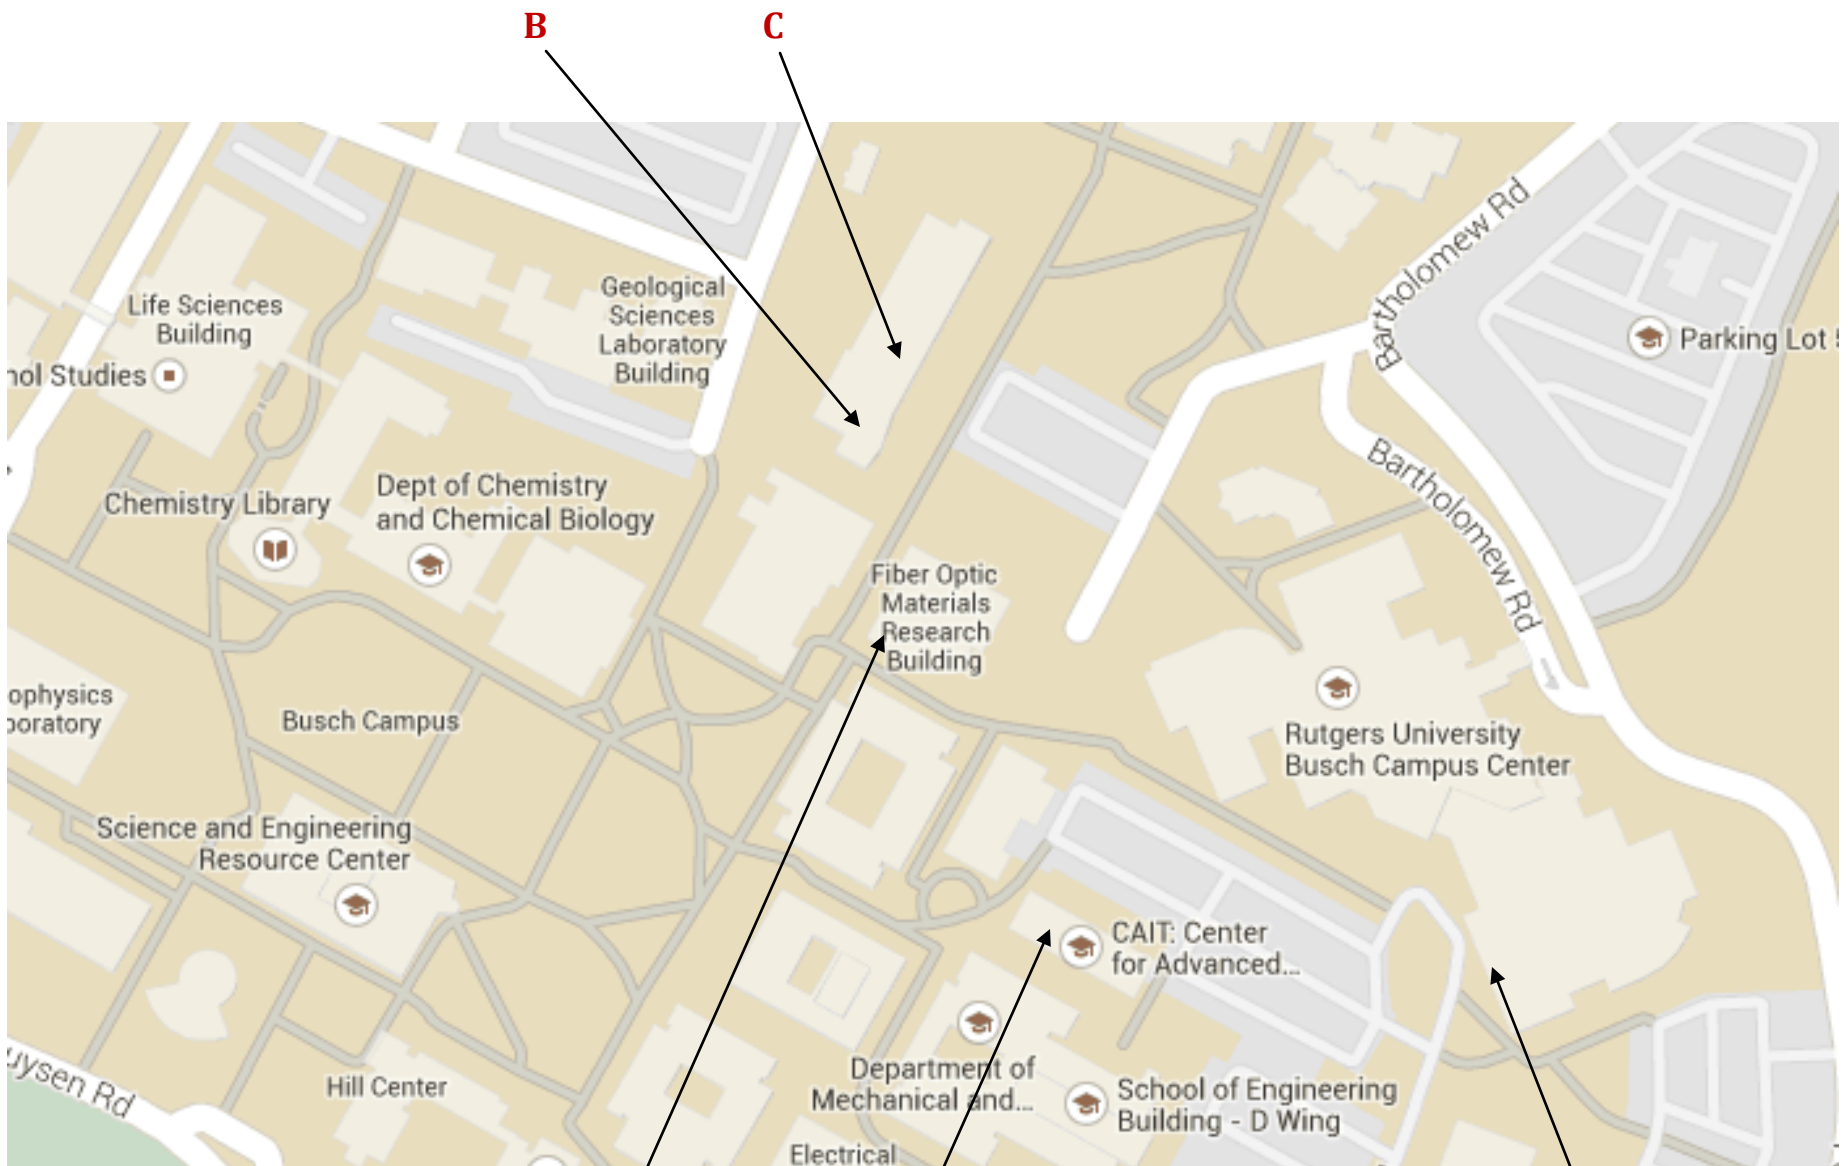 B
C
Bartholomew Rd
Life Sciences
Building
Geological
Sciences
Laboratory
Building
Parking Lot
nol Studies
Dept of Chemistry
and Chemical Biology
Chemistry Library
Bartholomew Rd
Fiber Optic
Materials
Research
Building
ophysics
boratory
Busch Campus
Rutgers University
Busch Campus Center
Science and Engineering
Resource Center
CAIT: Center
for Advanced...
Department of
Mechanical and...
School of Engineering
Building - D Wing
Hill Center
uysen Rd
Electrical